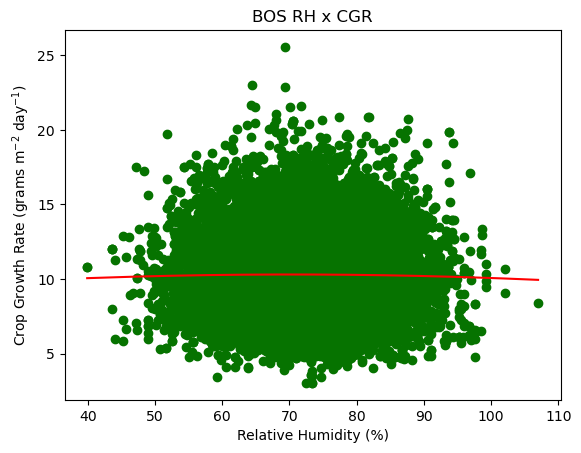 BOS RH x CGR
25
20
15
10
5
Crop Growth Rate (grams m⁻² day⁻¹)
40 50 60 70 80 90 100 110
Relative Humidity (%)